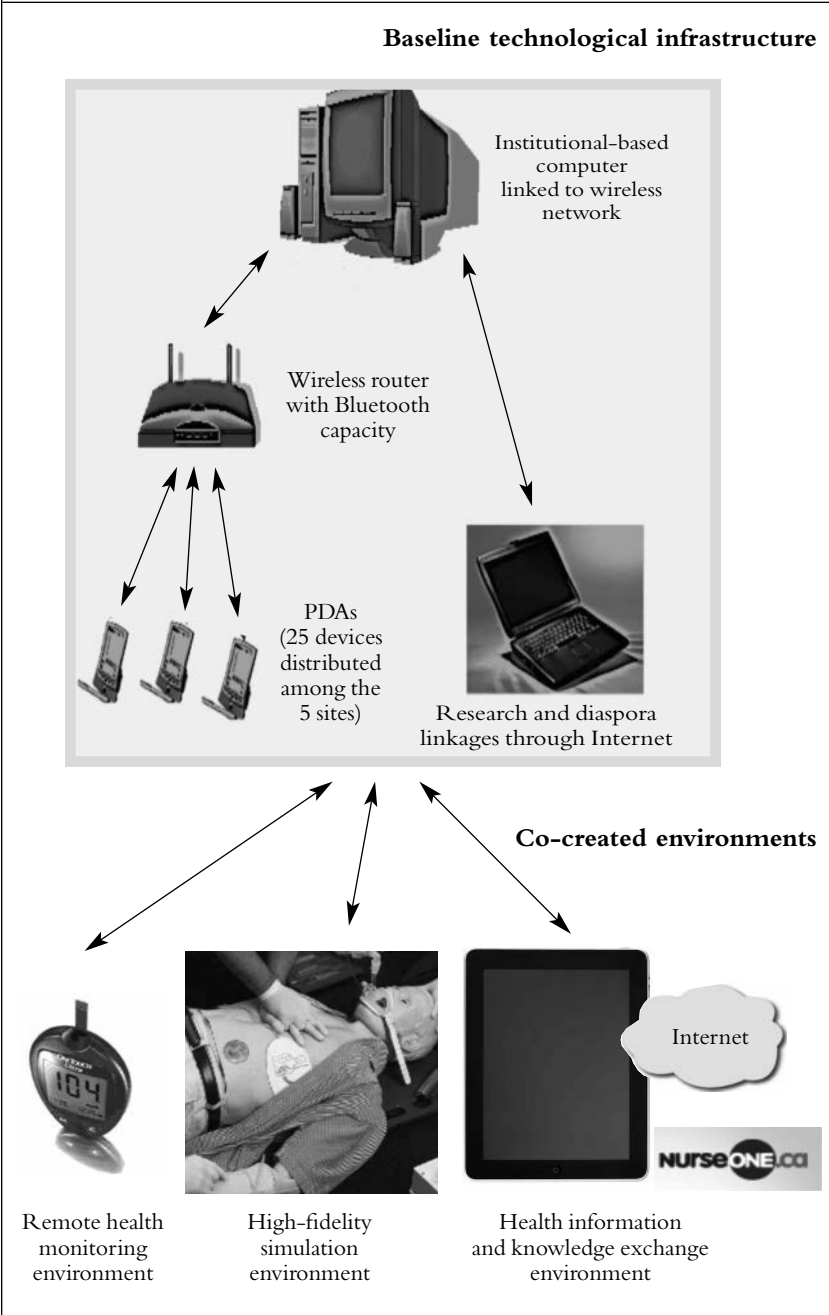 Baseline technological infrastructure
Institutional-based
computer
linked to wireless
network
Wireless router
with Bluetooth
capacity
PDAs
(25 devices
distributed
among the
5 sites)
Research and diaspora
linkages through Internet
Co-created environments
ONETOUCH
Ultra
104
Internet
nurseONE.ca
Remote health
monitoring
environment
High-fidelity
simulation
environment
Health information
and knowledge exchange
environment